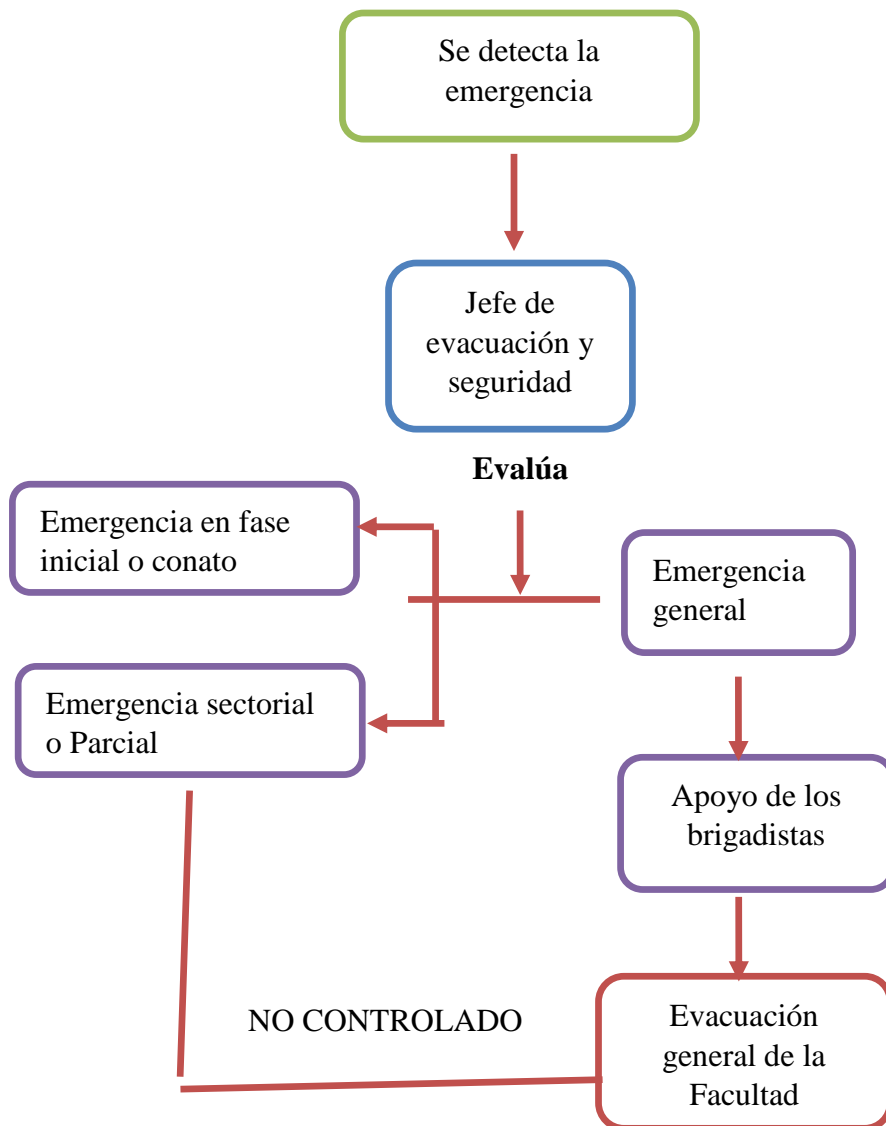 Se detecta la
emergencia
Jefe de
evacuación y
seguridad
Evalúa
Emergencia en fase
inicial o conato
Emergencia
general
Emergencia sectorial
o Parcial
Apoyo de los
brigadistas
NO CONTROLADO
Evacuación
general de la
Facultad